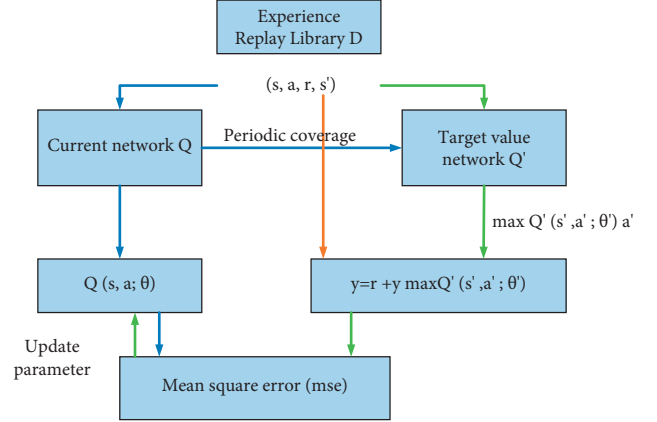 Experience
Replay Library D
(s, a, r, s')
Current network Q
Periodic coverage
Target value
network Q'
max Q' (s' ,a' ; θ') a'
Q (s, a; θ)
y=r +y maxQ' (s' ,a' ; θ')
Update
parameter
Mean square error (mse)